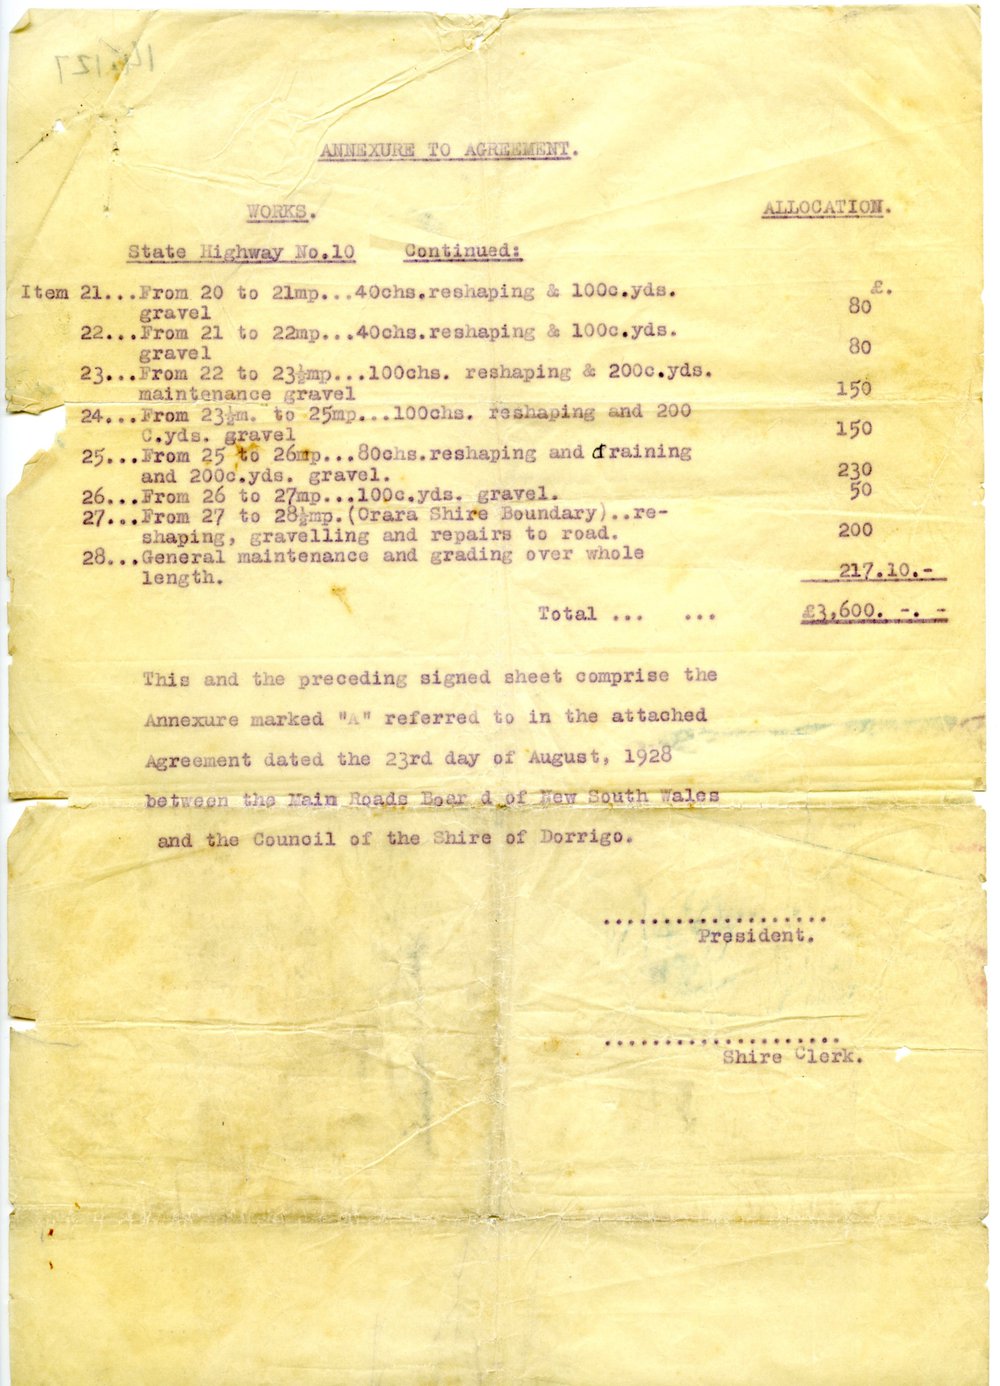 ANNEXURE TO AGREEMENT.
WORKS. ALLOCATION.
State Highway No.10 Continued:
Item 21...From 20 to 21mp...40chs.reshaping & 100c.yds. £.
gravel 80
22...From 21 to 22mp...40chs.reshaping & 100c.yds.
gravel 80
23...From 22 to 23½mp...100chs. reshaping & 200c.yds.
maintenance gravel 150
24...From 23½m. to 25mp...100chs. reshaping and 200
C.yds. gravel 150
25...From 25 to 26mp...80chs.reshaping and draining
and 200c.yds. gravel. 230
26...From 26 to 27mp...100c.yds. gravel. 50
27...From 27 to 28½mp.(Orara Shire Boundary)..re-
shaping, gravelling and repairs to road. 200
28...General maintenance and grading over whole
length. 217.10.-
Total ... ... £3,600. -. -
This and the preceding signed sheet comprise the
Annexure marked "A" referred to in the attached
Agreement dated the 23rd day of August, 1928
between the Main Roads Boar d of New South Wales
and the Council of the Shire of Dorrigo.
...................
President.
....................
Shire Clerk.